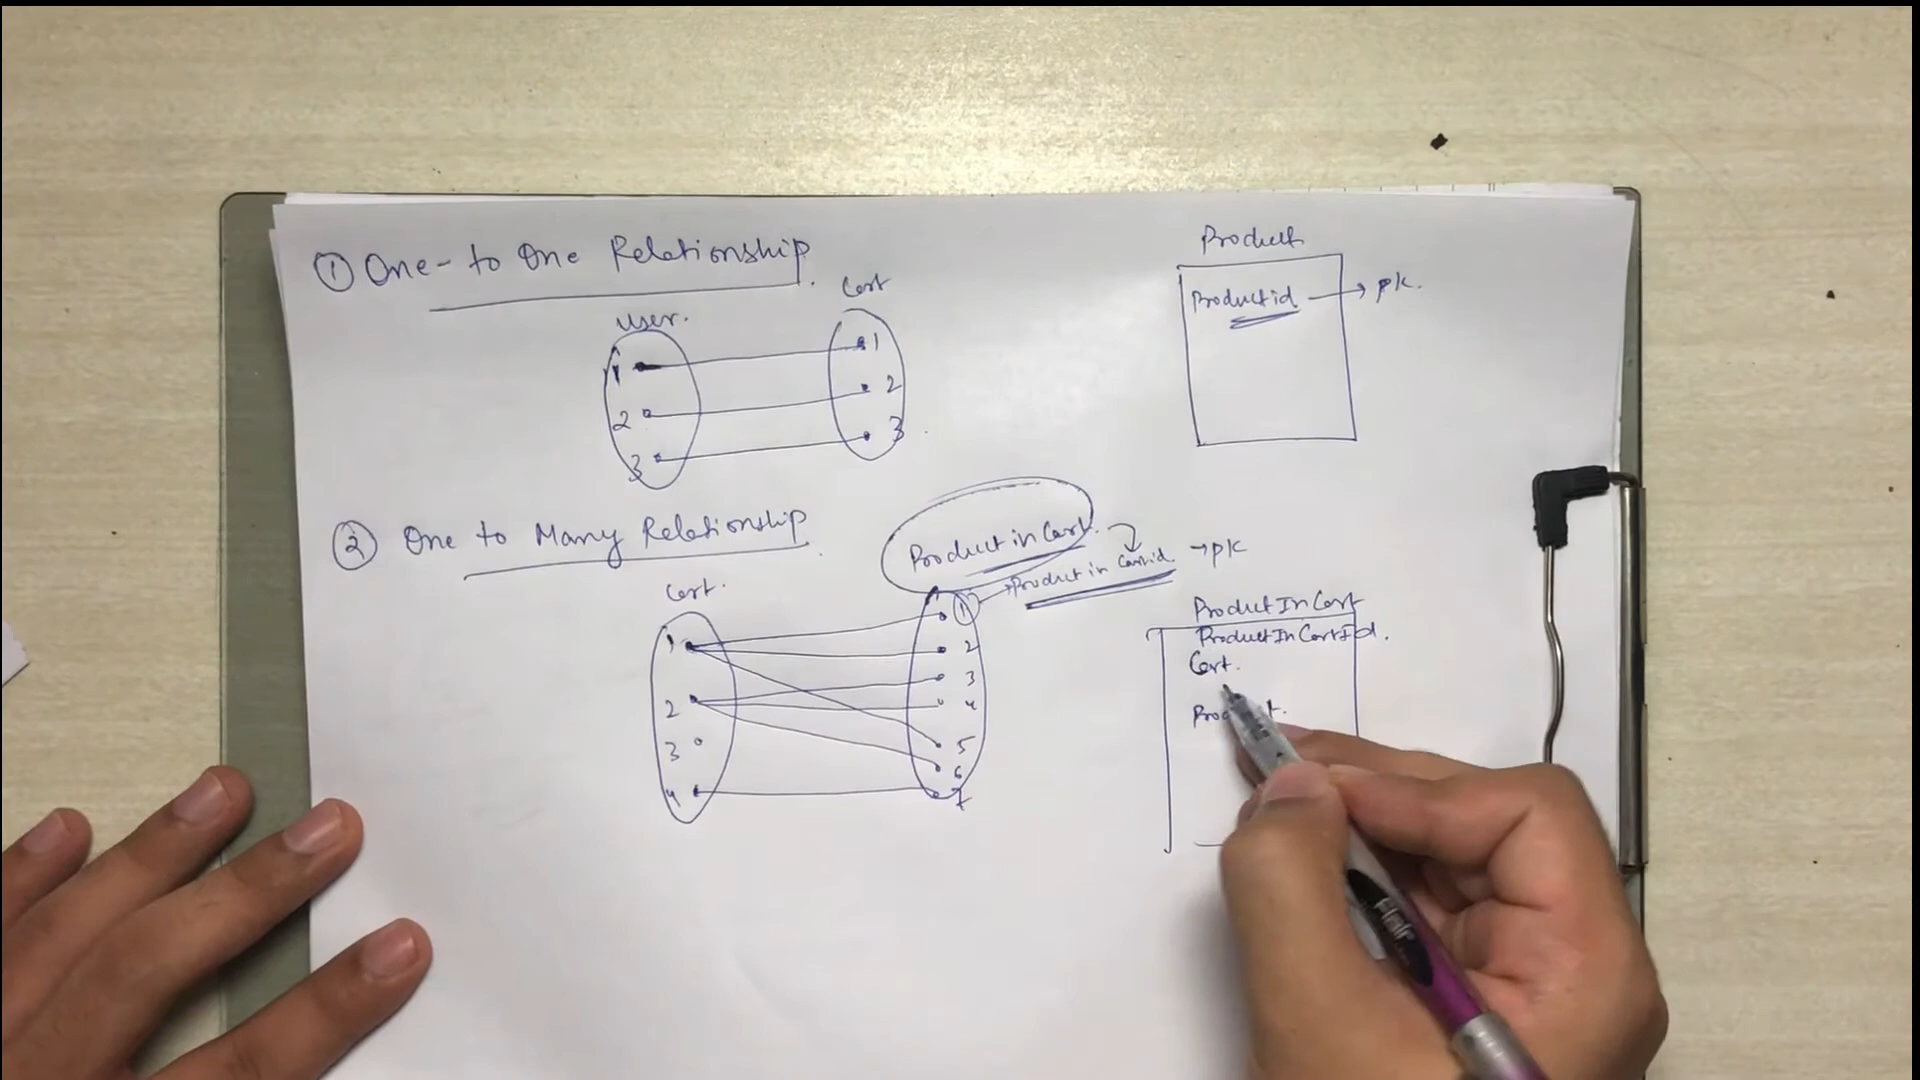 ① One-to One Relationship.
User.
Cart
1
2
3
1
2
3
Product
Productid → pk.
② One to Many Relationship.
Cart.
1
2
3
4
Product in Cart.
→ Product in Cartid → pk
1
2
3
4
5
6
7
ProductInCart
ProductInCartId.
Cart.
Flair